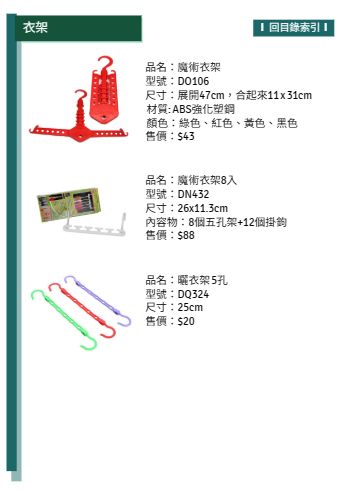 衣架
回目錄索引
品名：魔術衣架
型號：DO106
尺寸：展開47cm，合起來11x31cm
材質:ABS強化塑鋼
顏色：綠色、紅色、黃色、黑色
售價：$43
品名：魔術衣架8入
型號：DN432
尺寸：26x11.3cm
內容物：8個五孔架+12個掛鉤
售價：$88
品名：曬衣架5孔
型號：DQ324
尺寸：25cm
售價：$20